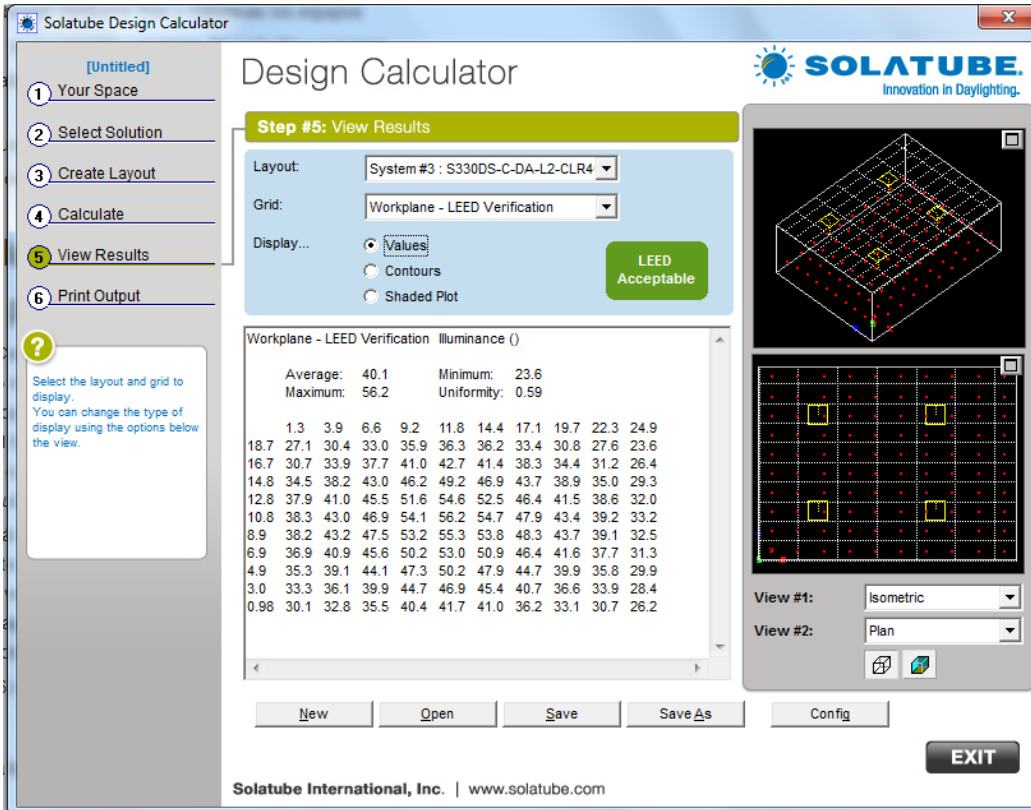 Solatube Design Calculator
[Untitled]
1 Your Space
2 Select Solution
3 Create Layout
4 Calculate
5 View Results
6 Print Output
?
Select the layout and grid to
display.
You can change the type of
display using the options below
the view.
Design Calculator
SOLATUBE.
Innovation in Daylighting.
Step #5: View Results
Layout: System #3 : S330DS-C-DA-L2-CLR4
Grid: Workplane - LEED Verification
Display... Values
Contours
Shaded Plot
LEED
Acceptable
Workplane - LEED Verification Illuminance ()
Average: 40.1 Minimum: 23.6
Maximum: 56.2 Uniformity: 0.59
1.3 3.9 6.6 9.2 11.8 14.4 17.1 19.7 22.3 24.9
18.7 27.1 30.4 33.0 35.9 36.3 36.2 33.4 30.8 27.6 23.6
16.7 30.7 33.9 37.7 41.0 42.7 41.4 38.3 34.4 31.2 26.4
14.8 34.5 38.2 43.0 46.2 49.2 46.9 43.7 38.9 35.0 29.3
12.8 37.9 41.0 45.5 51.6 54.6 52.5 46.4 41.5 38.6 32.0
10.8 38.3 43.0 46.9 54.1 56.2 54.7 47.9 43.4 39.2 33.2
8.9 38.2 43.2 47.5 53.2 55.3 53.8 48.3 43.7 39.1 32.5
6.9 36.9 40.9 45.6 50.2 53.0 50.9 46.4 41.6 37.7 31.3
4.9 35.3 39.1 44.1 47.3 50.2 47.9 44.7 39.9 35.8 29.9
3.0 33.3 36.1 39.9 44.7 46.9 45.4 40.7 36.6 33.9 28.4
0.98 30.1 32.8 35.5 40.4 41.7 41.0 36.2 33.1 30.7 26.2
View #1: Isometric
View #2: Plan
New Open Save Save As Config
EXIT
Solatube International, Inc. | www.solatube.com